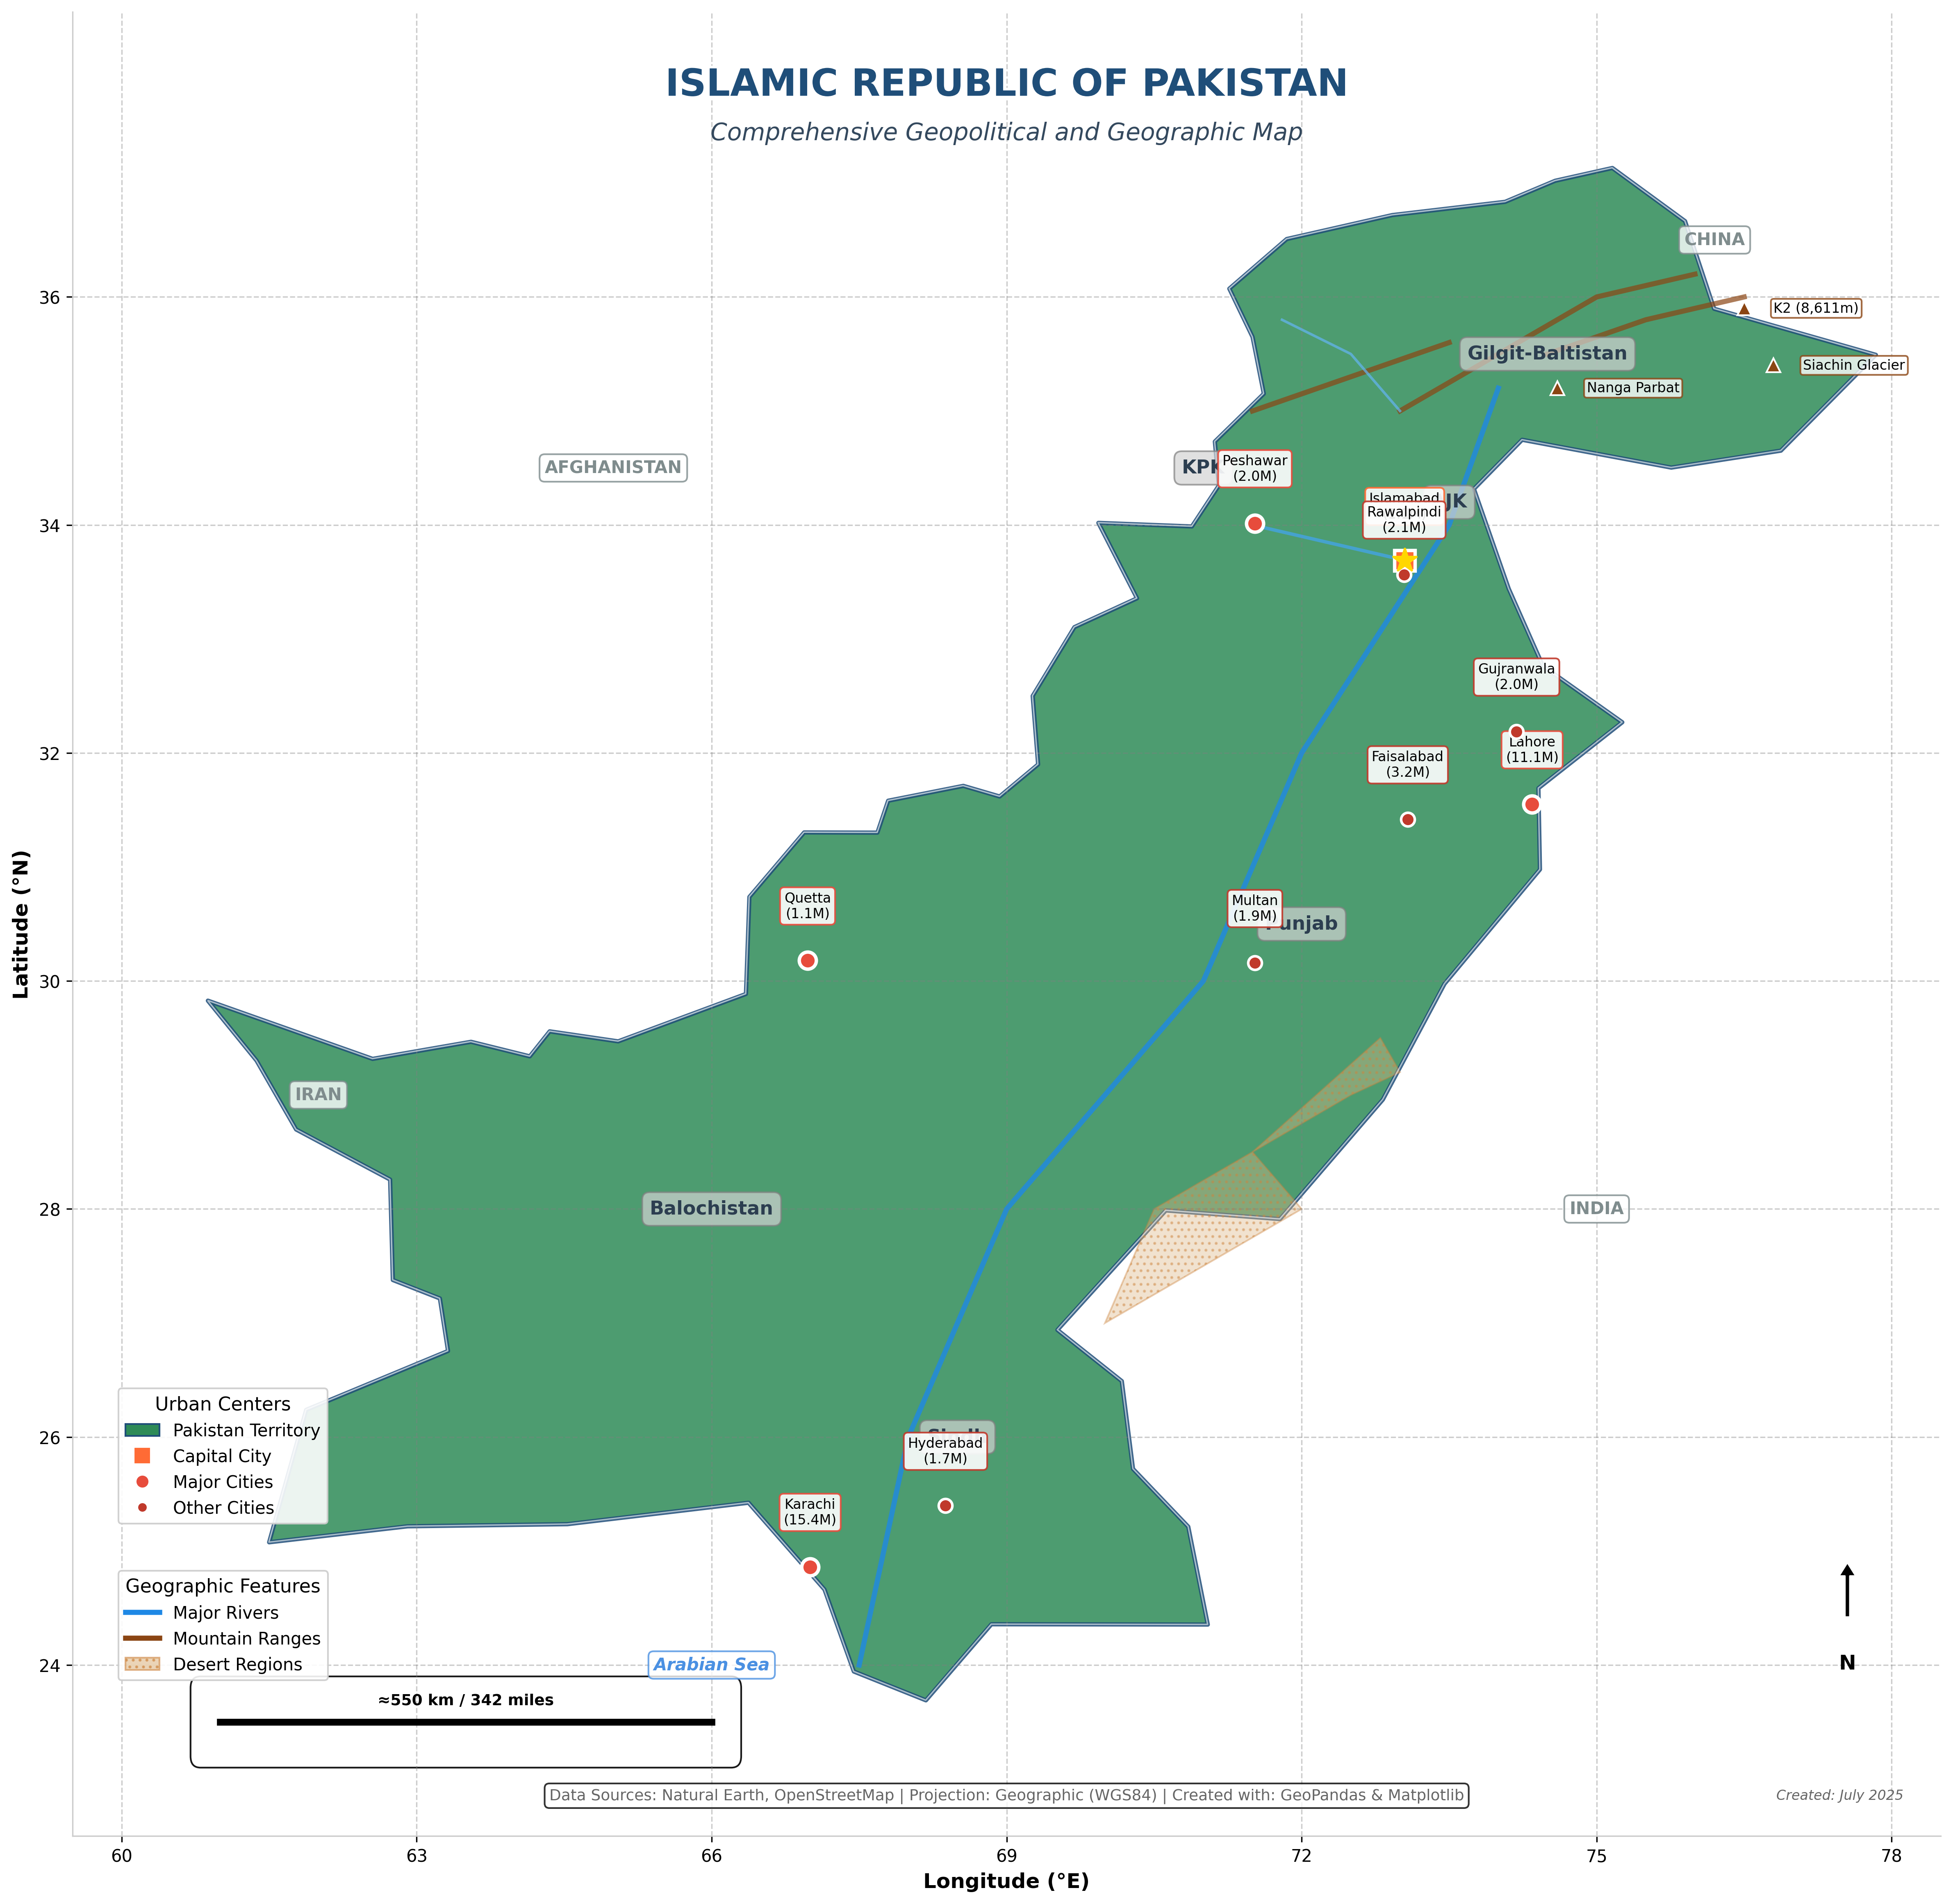 ISLAMIC REPUBLIC OF PAKISTAN
Comprehensive Geopolitical and Geographic Map
CHINA
36
K2 (8,611m)
Gilgit-Baltistan
Siachin Glacier
Nanga Parbat
AFGHANISTAN
KPK
Peshawar
(2.0M)
Islamabad
JK
Rawalpindi
(2.1M)
34
Gujranwala
(2.0M)
32
Lahore
(11.1M)
Faisalabad
(3.2M)
Quetta
(1.1M)
Multan
(1.9M)
Punjab
30
Latitude (°N)
IRAN
28
Balochistan
INDIA
26
Hyderabad
(1.7M)
Karachi
(15.4M)
Urban Centers
Pakistan Territory
Capital City
Major Cities
Other Cities
Geographic Features
Major Rivers
Mountain Ranges
Desert Regions
24
Arabian Sea
N
≈550 km / 342 miles
Data Sources: Natural Earth, OpenStreetMap | Projection: Geographic (WGS84) | Created with: GeoPandas & Matplotlib
Created: July 2025
60
63
66
69
72
75
78
Longitude (°E)